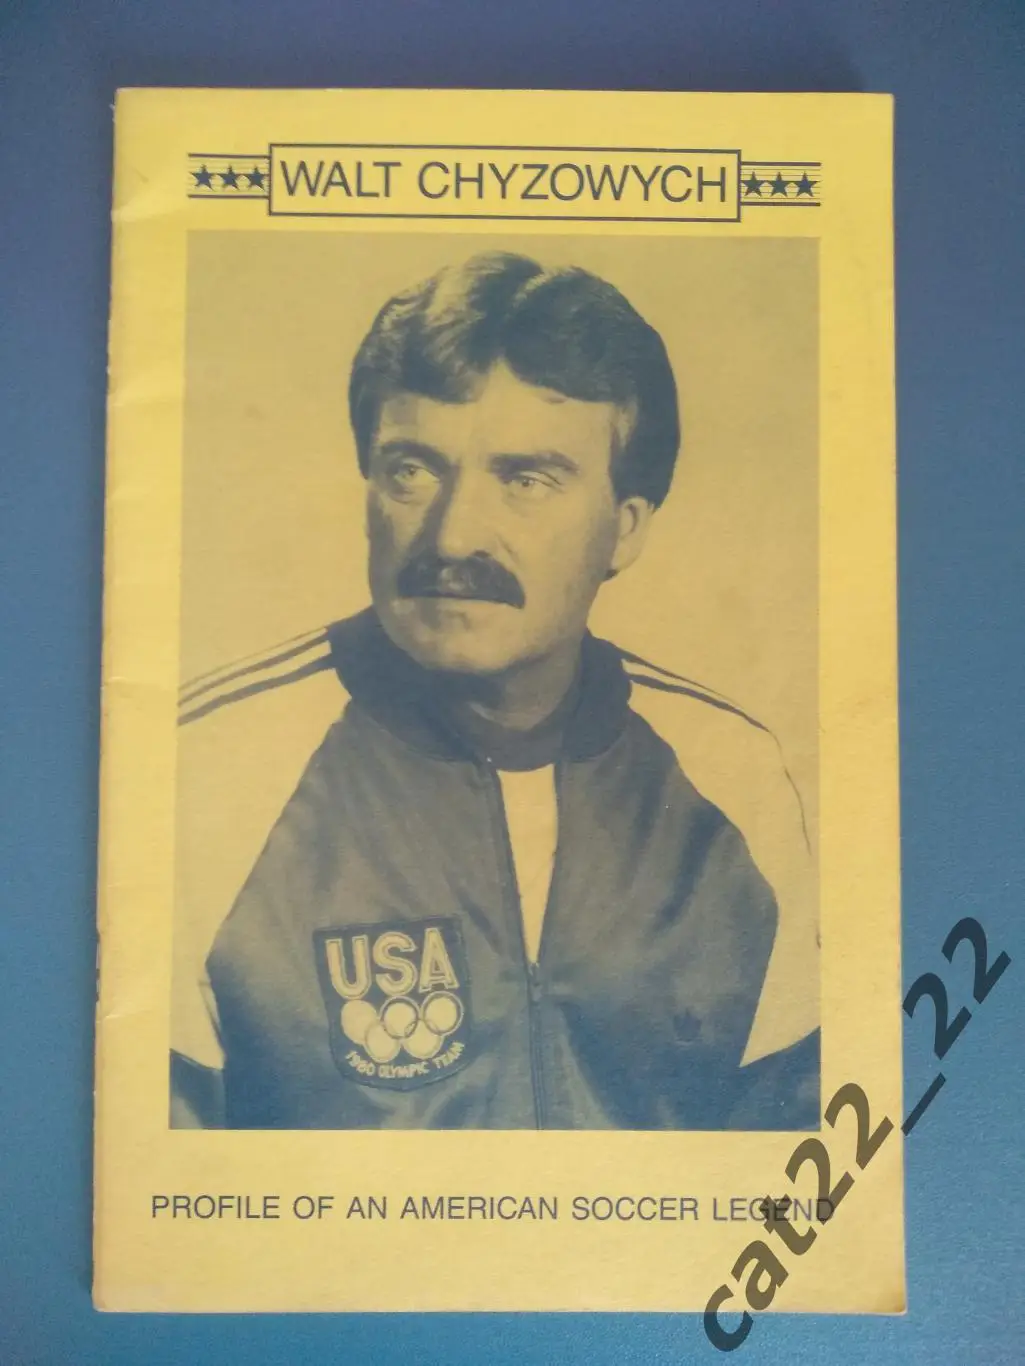 WALT CHYZOWYCH
USA
1980 OLYMPIC TEAM
PROFILE OF AN AMERICAN SOCCER LEGEND
cat22_22